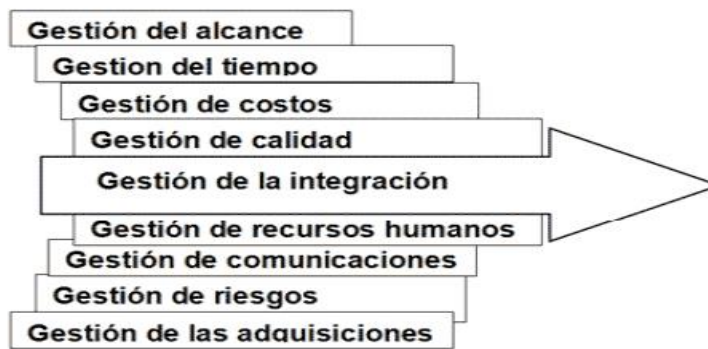 Gestión del alcance
Gestion del tiempo
Gestión de costos
Gestión de calidad
Gestión de la integración
Gestión de recursos humanos
Gestión de comunicaciones
Gestión de riesgos
Gestión de las adquisiciones